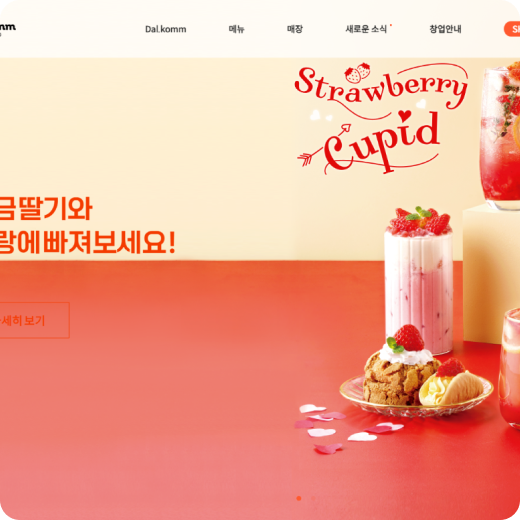 Dal.komm
메뉴
매장
새로운 소식
창업안내
Strawberry
Cupid
금딸기와
랑에 빠져보세요!
세히 보기